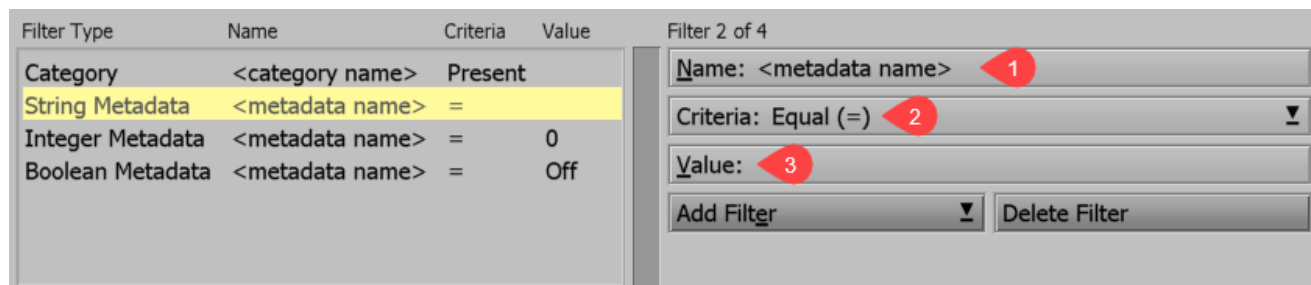 Filter Type Name Criteria Value
Category <category name> Present
String Metadata <metadata name> =
Integer Metadata <metadata name> = 0
Boolean Metadata <metadata name> = Off
Filter 2 of 4
Name: <metadata name> 1
Criteria: Equal (=) 2
Value: 3
Add Filter Delete Filter